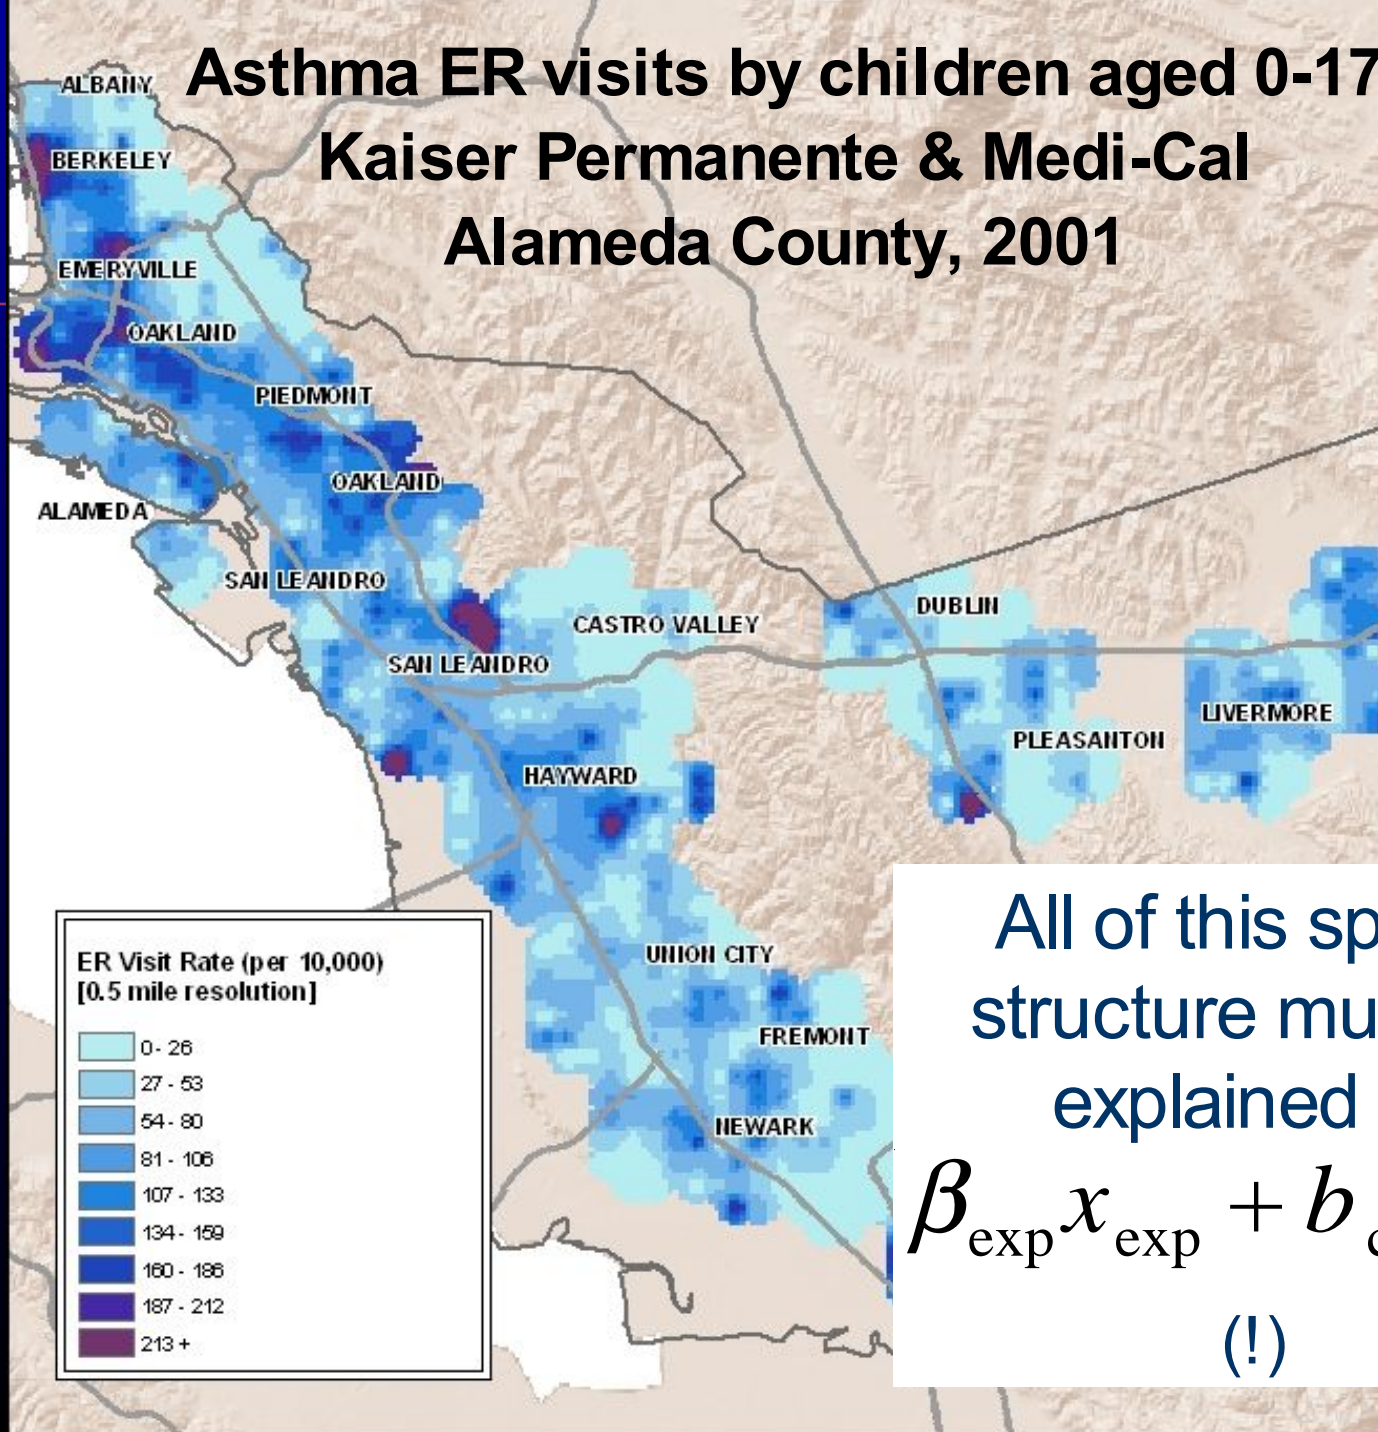 Asthma ER visits by children aged 0-17
Kaiser Permanente & Medi-Cal
Alameda County, 2001
ALBANY
BERKELEY
EMERYVILLE
OAKLAND
PIEDMONT
OAKLAND
ALAMEDA
SAN LEANDRO
CASTRO VALLEY
DUBLIN
SAN LEANDRO
LIVERMORE
PLEASANTON
HAYWARD
UNION CITY
FREMONT
NEWARK
ER Visit Rate (per 10,000)
[0.5 mile resolution]
0 - 26
27 - 53
54 - 80
81 - 106
107 - 133
134 - 159
160 - 186
187 - 212
213 +
All of this
structure
explained
β_exp x_exp + b
(!)